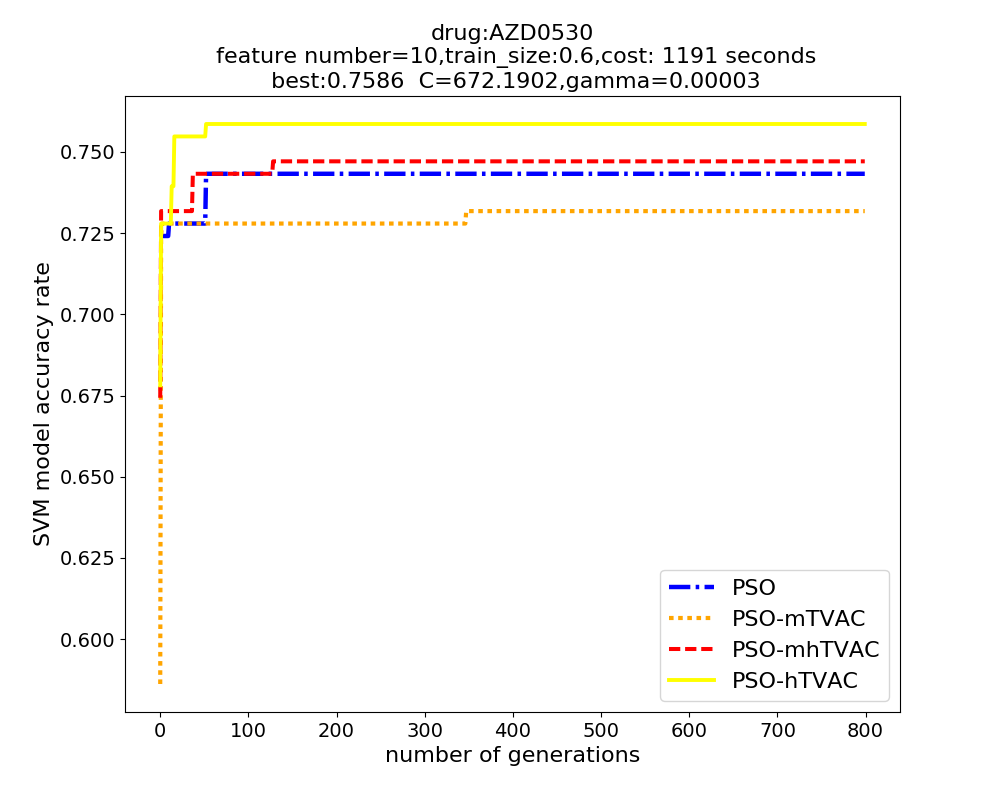 drug:AZD0530
feature number=10,train_size:0.6,cost: 1191 seconds
best:0.7586  C=672.1902,gamma=0.00003
SVM model accuracy rate
0.750
0.725
0.700
0.675
0.650
0.625
0.600
PSO
PSO-mTVAC
PSO-mhTVAC
PSO-hTVAC
0 100 200 300 400 500 600 700 800
number of generations